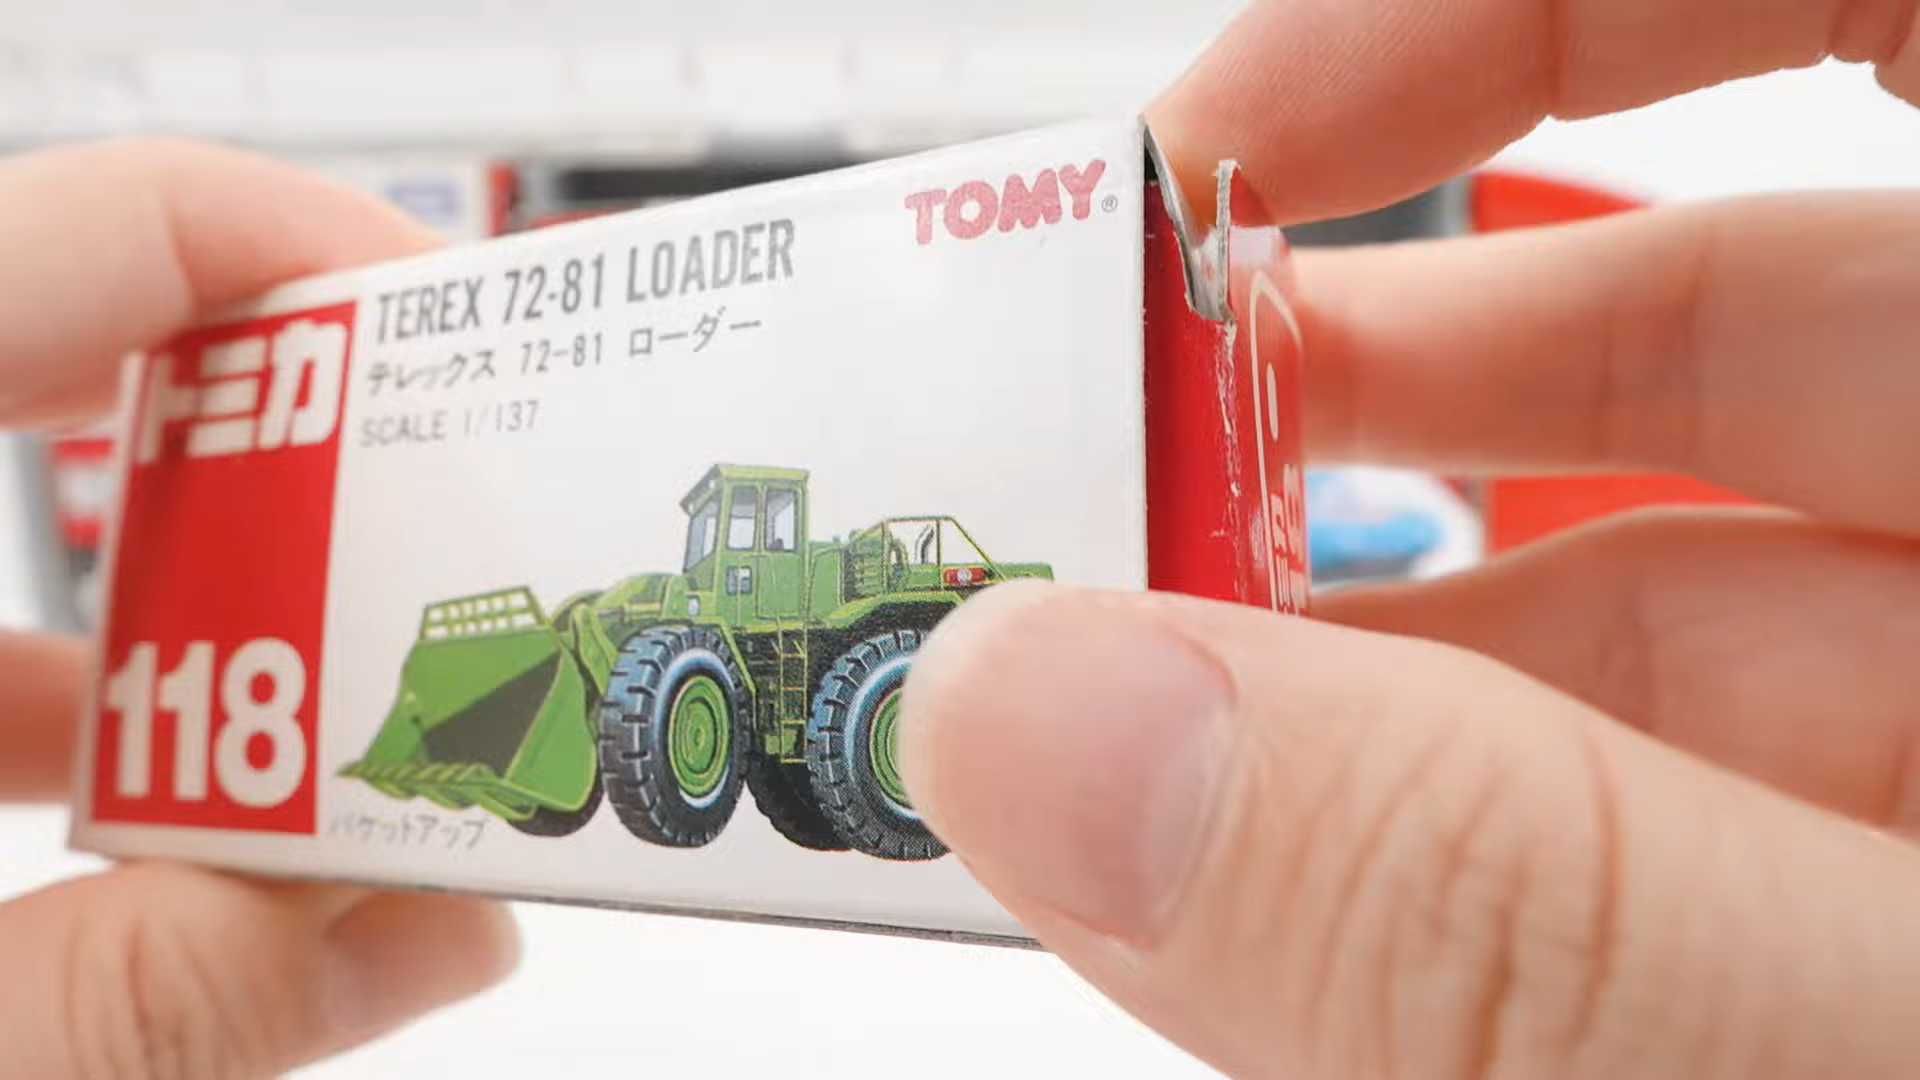 TOMY®
TEREX 72-81 LOADER
テレックス 72-81 ローダー
SCALE 1/137
トミカ
118
バケットアップ